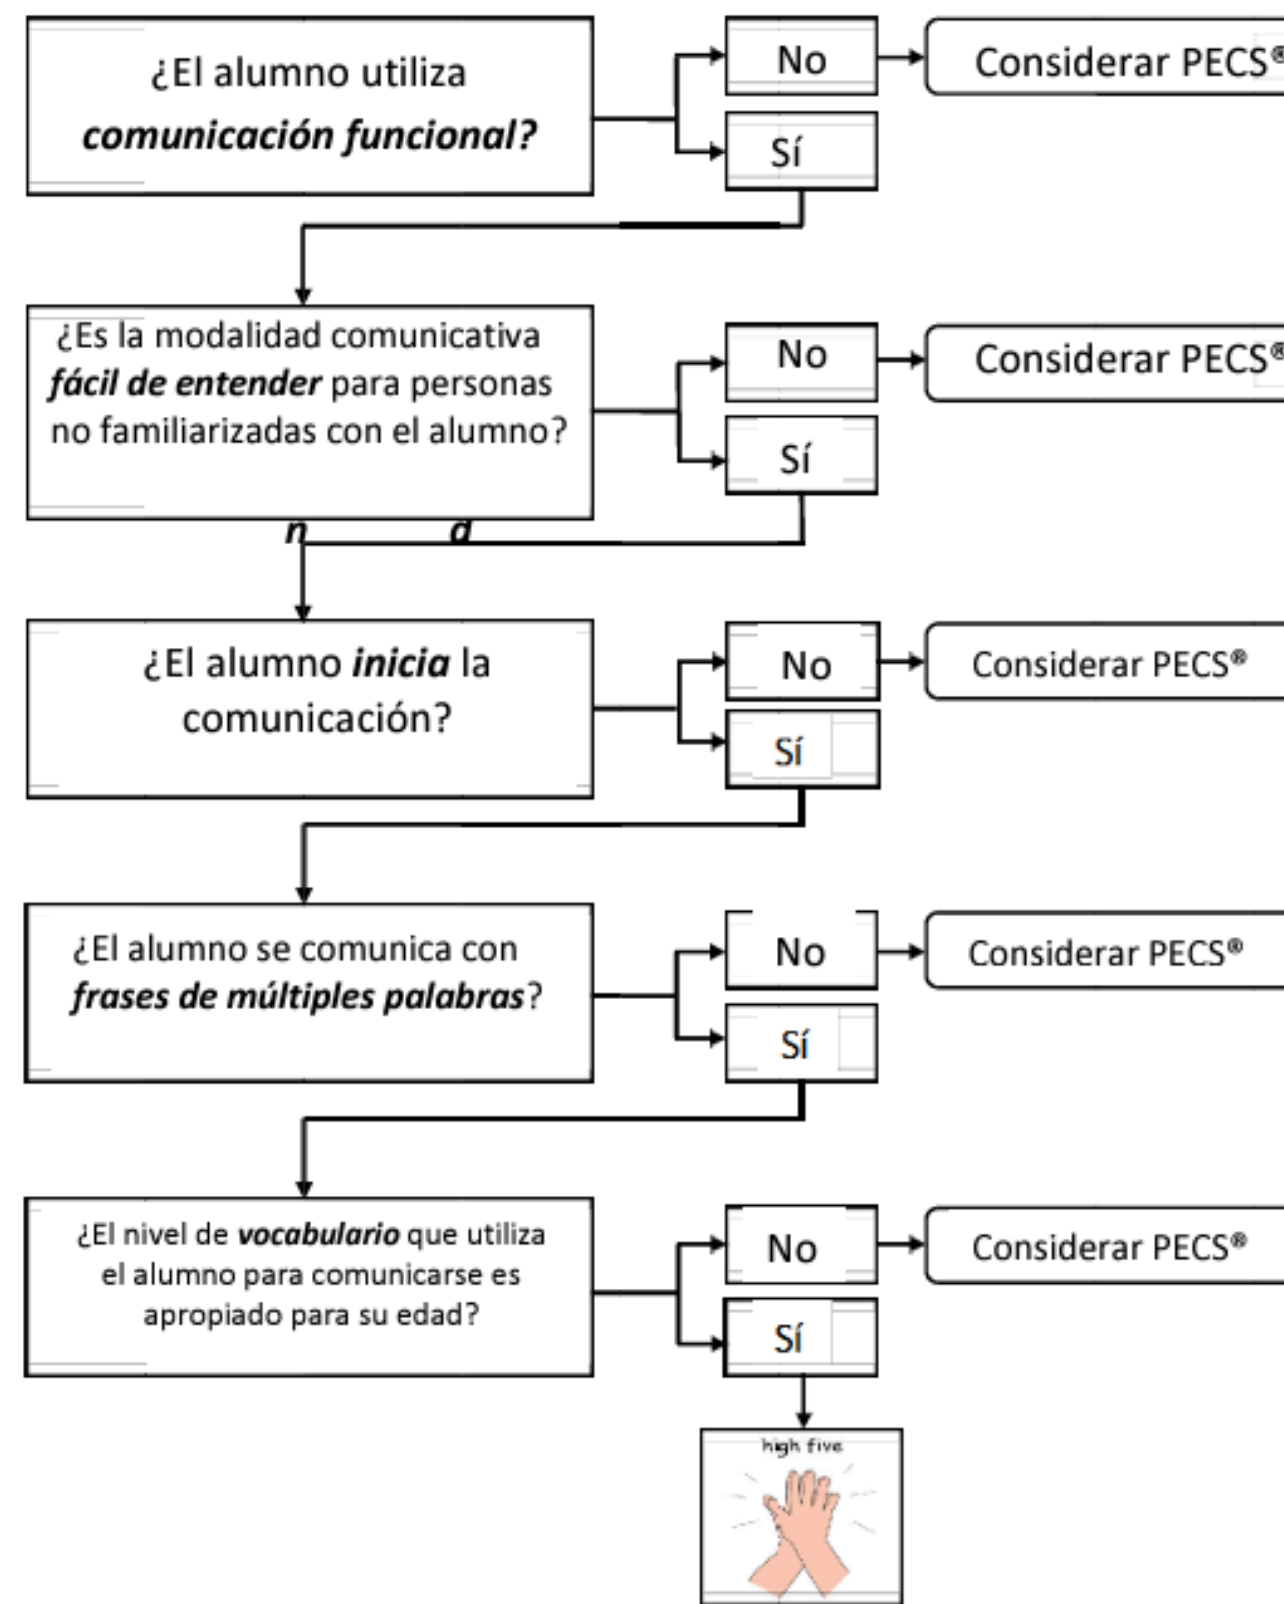 ¿El alumno utiliza
comunicación funcional?
No
Considerar PECS®
Sí
¿Es la modalidad comunicativa
fácil de entender para personas
no familiarizadas con el alumno?
No
Considerar PECS®
Sí
n d
¿El alumno inicia la
comunicación?
No
Considerar PECS®
Sí
¿El alumno se comunica con
frases de múltiples palabras?
No
Considerar PECS®
Sí
¿El nivel de vocabulario que utiliza
el alumno para comunicarse es
apropiado para su edad?
No
Considerar PECS®
Sí
high five